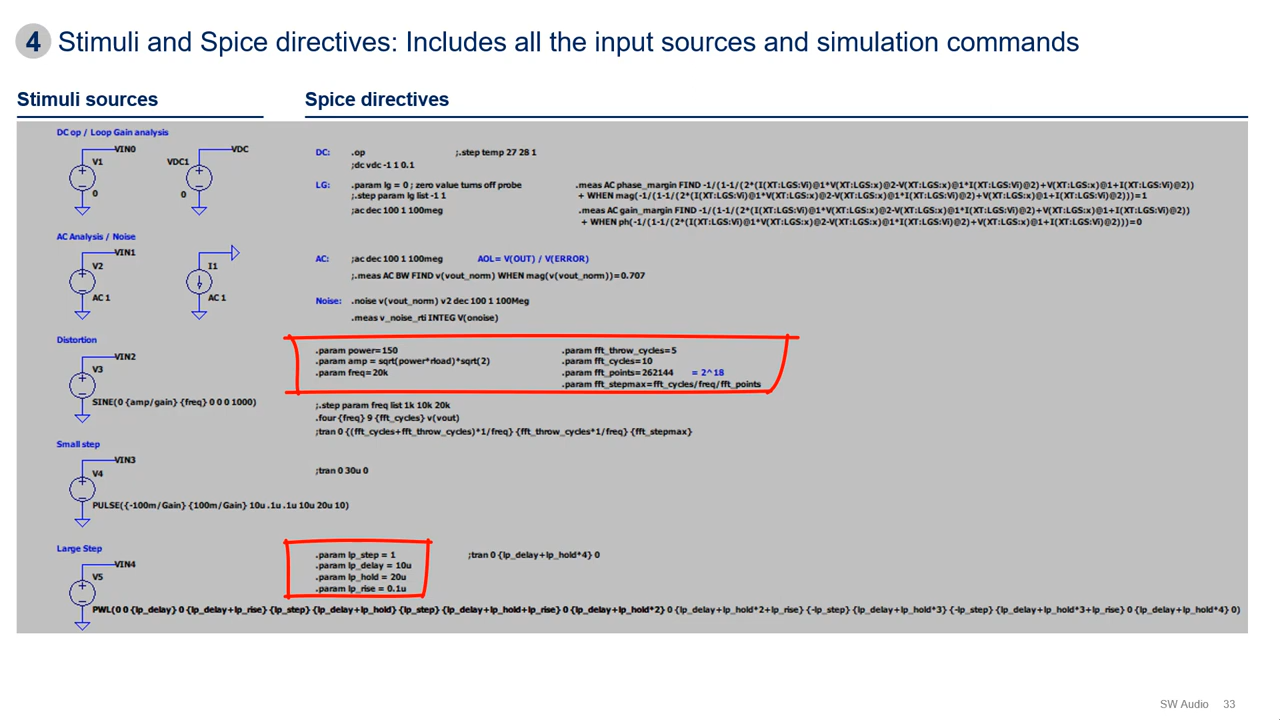 4 Stimuli and Spice directives: Includes all the input sources and simulation commands
Stimuli sources
Spice directives
DC op / Loop Gain analysis
VIN0
VDC
V1
VDC1
0
0
DC: .op ;.step temp 27 28 1
;dc vdc -1 1 0.1
LG: .param lg = 0 ; zero value turns off probe
;.step param lg list -1 1
;ac dec 100 1 100meg
.meas AC phase_margin FIND -1/(1-1/(2*(I(XT:LGS:Vi)@1*V(XT:LGS:x)@2-V(XT:LGS:x)@1*I(XT:LGS:Vi)@2)+V(XT:LGS:x)@1+I(XT:LGS:Vi)@2))
+ WHEN mag(-1/(1-1/(2*(I(XT:LGS:Vi)@1*V(XT:LGS:x)@2-V(XT:LGS:x)@1*I(XT:LGS:Vi)@2)+V(XT:LGS:x)@1+I(XT:LGS:Vi)@2)))=1
.meas AC gain_margin FIND -1/(1-1/(2*(I(XT:LGS:Vi)@1*V(XT:LGS:x)@2-V(XT:LGS:x)@1*I(XT:LGS:Vi)@2)+V(XT:LGS:x)@1+I(XT:LGS:Vi)@2))
+ WHEN ph(-1/(1-1/(2*(I(XT:LGS:Vi)@1*V(XT:LGS:x)@2-V(XT:LGS:x)@1*I(XT:LGS:Vi)@2)+V(XT:LGS:x)@1+I(XT:LGS:Vi)@2)))=0
AC Analysis / Noise
VIN1
V2
I1
AC 1
AC 1
AC: ;ac dec 100 1 100meg AOL= V(OUT) / V(ERROR)
;.meas AC BW FIND v(vout_norm) WHEN mag(v(vout_norm))=0.707
Noise: .noise v(vout_norm) v2 dec 100 1 100Meg
.meas v_noise_rti INTEG V(onoise)
Distortion
VIN2
V3
SINE(0 {amp/gain} {freq} 0 0 0 1000)
.param power=150
.param amp = sqrt(power*rload)*sqrt(2)
.param freq=20k
.param fft_throw_cycles=5
.param fft_cycles=10
.param fft_points=262144 = 2^18
.param fft_stepmax=fft_cycles/freq/fft_points
;.step param freq list 1k 10k 20k
.four {freq} 9 {fft_cycles} v(vout)
;tran 0 {(fft_cycles+fft_throw_cycles)*1/freq} {fft_throw_cycles*1/freq} {fft_stepmax}
Small step
VIN3
V4
PULSE({-100m/Gain} {100m/Gain} 10u .1u .1u 10u 20u 10)
;tran 0 30u 0
Large Step
VIN4
V5
.param lp_step = 1
.param lp_delay = 10u
.param lp_hold = 20u
.param lp_rise = 0.1u
;tran 0 {lp_delay+lp_hold*4} 0
PWL(0 0 {lp_delay} 0 {lp_delay+lp_rise} {lp_step} {lp_delay+lp_hold} {lp_step} {lp_delay+lp_hold+lp_rise} 0 {lp_delay+lp_hold*2} 0 {lp_delay+lp_hold*2+lp_rise} {-lp_step} {lp_delay+lp_hold*3} {-lp_step} {lp_delay+lp_hold*3+lp_rise} 0 {lp_delay+lp_hold*4} 0)
SW Audio 33